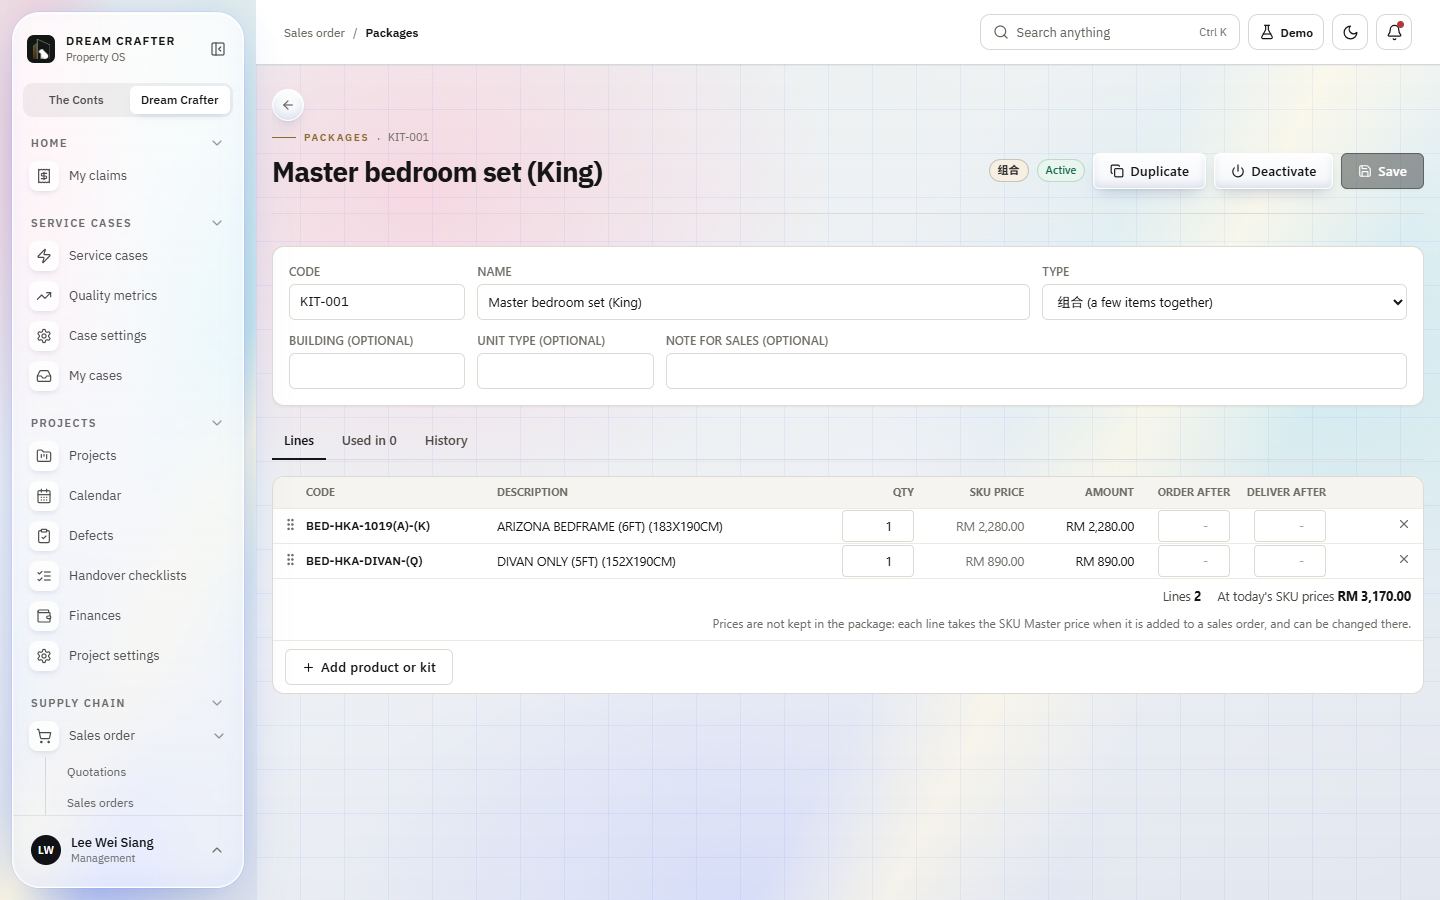 DREAM CRAFTER
Property OS
The Conts
Dream Crafter
HOME
My claims
SERVICE CASES
Service cases
Quality metrics
Case settings
My cases
PROJECTS
Projects
Calendar
Defects
Handover checklists
Finances
Project settings
SUPPLY CHAIN
Sales order
Quotations
Sales orders
LW
Lee Wei Siang
Management
Sales order / Packages
Search anything Ctrl K
Demo
PACKAGES · KIT-001
Master bedroom set (King)
组合 Active Duplicate Deactivate Save
CODE NAME TYPE
KIT-001 Master bedroom set (King) 组合 (a few items together)
BUILDING (OPTIONAL) UNIT TYPE (OPTIONAL) NOTE FOR SALES (OPTIONAL)
Lines Used in 0 History
CODE DESCRIPTION QTY SKU PRICE AMOUNT ORDER AFTER DELIVER AFTER
BED-HKA-1019(A)-(K) ARIZONA BEDFRAME (6FT) (183X190CM) 1 RM 2,280.00 RM 2,280.00 - -
BED-HKA-DIVAN-(Q) DIVAN ONLY (5FT) (152X190CM) 1 RM 890.00 RM 890.00 - -
Lines 2 At today's SKU prices RM 3,170.00
Prices are not kept in the package: each line takes the SKU Master price when it is added to a sales order, and can be changed there.
+ Add product or kit